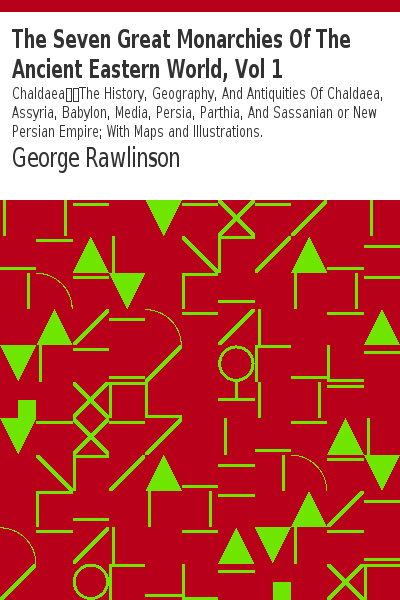 The Seven Great Monarchies Of The
Ancient Eastern World, Vol 1
Chaldaea▯▯The History, Geography, And Antiquities Of Chaldaea,
Assyria, Babylon, Media, Persia, Parthia, And Sassanian or New
Persian Empire; With Maps and Illustrations.
George Rawlinson